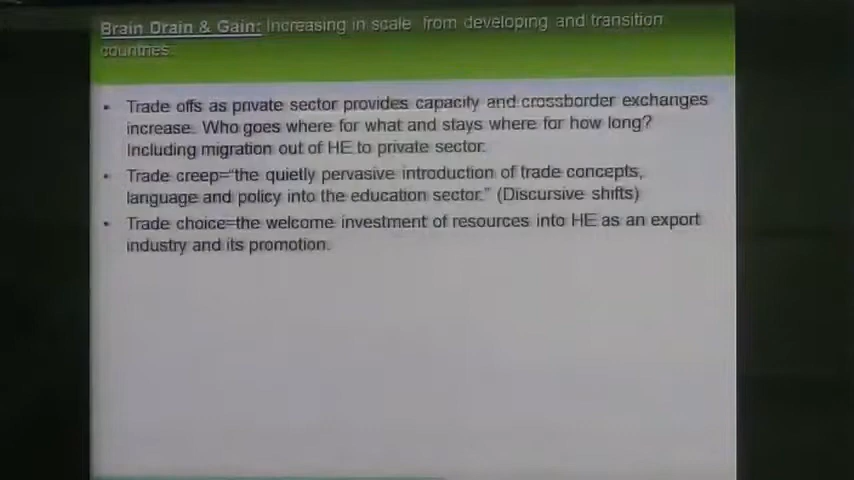 Brain Drain & Gain: Increasing in scale from developing and transition
countries.
• Trade offs as private sector provides capacity and crossborder exchanges
increase. Who goes where for what and stays where for how long?
Including migration out of HE to private sector.
• Trade creep=“the quietly pervasive introduction of trade concepts,
language and policy into the education sector.” (Discursive shifts)
• Trade choice=the welcome investment of resources into HE as an export
industry and its promotion.